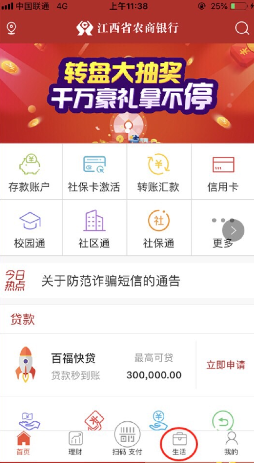 中国联通 4G 上午11:38 25%
江西省农商银行
转盘大抽奖
千万豪礼拿不停
存款账户 社保卡激活 转账汇款 信用卡
校园通 社区通 社保通 更多
今日 热点 关于防范诈骗短信的通告
贷款
百福快贷 最高可贷 立即申请
贷款秒到账 300,000.00
首页 理财 扫码 支付 生活 我的